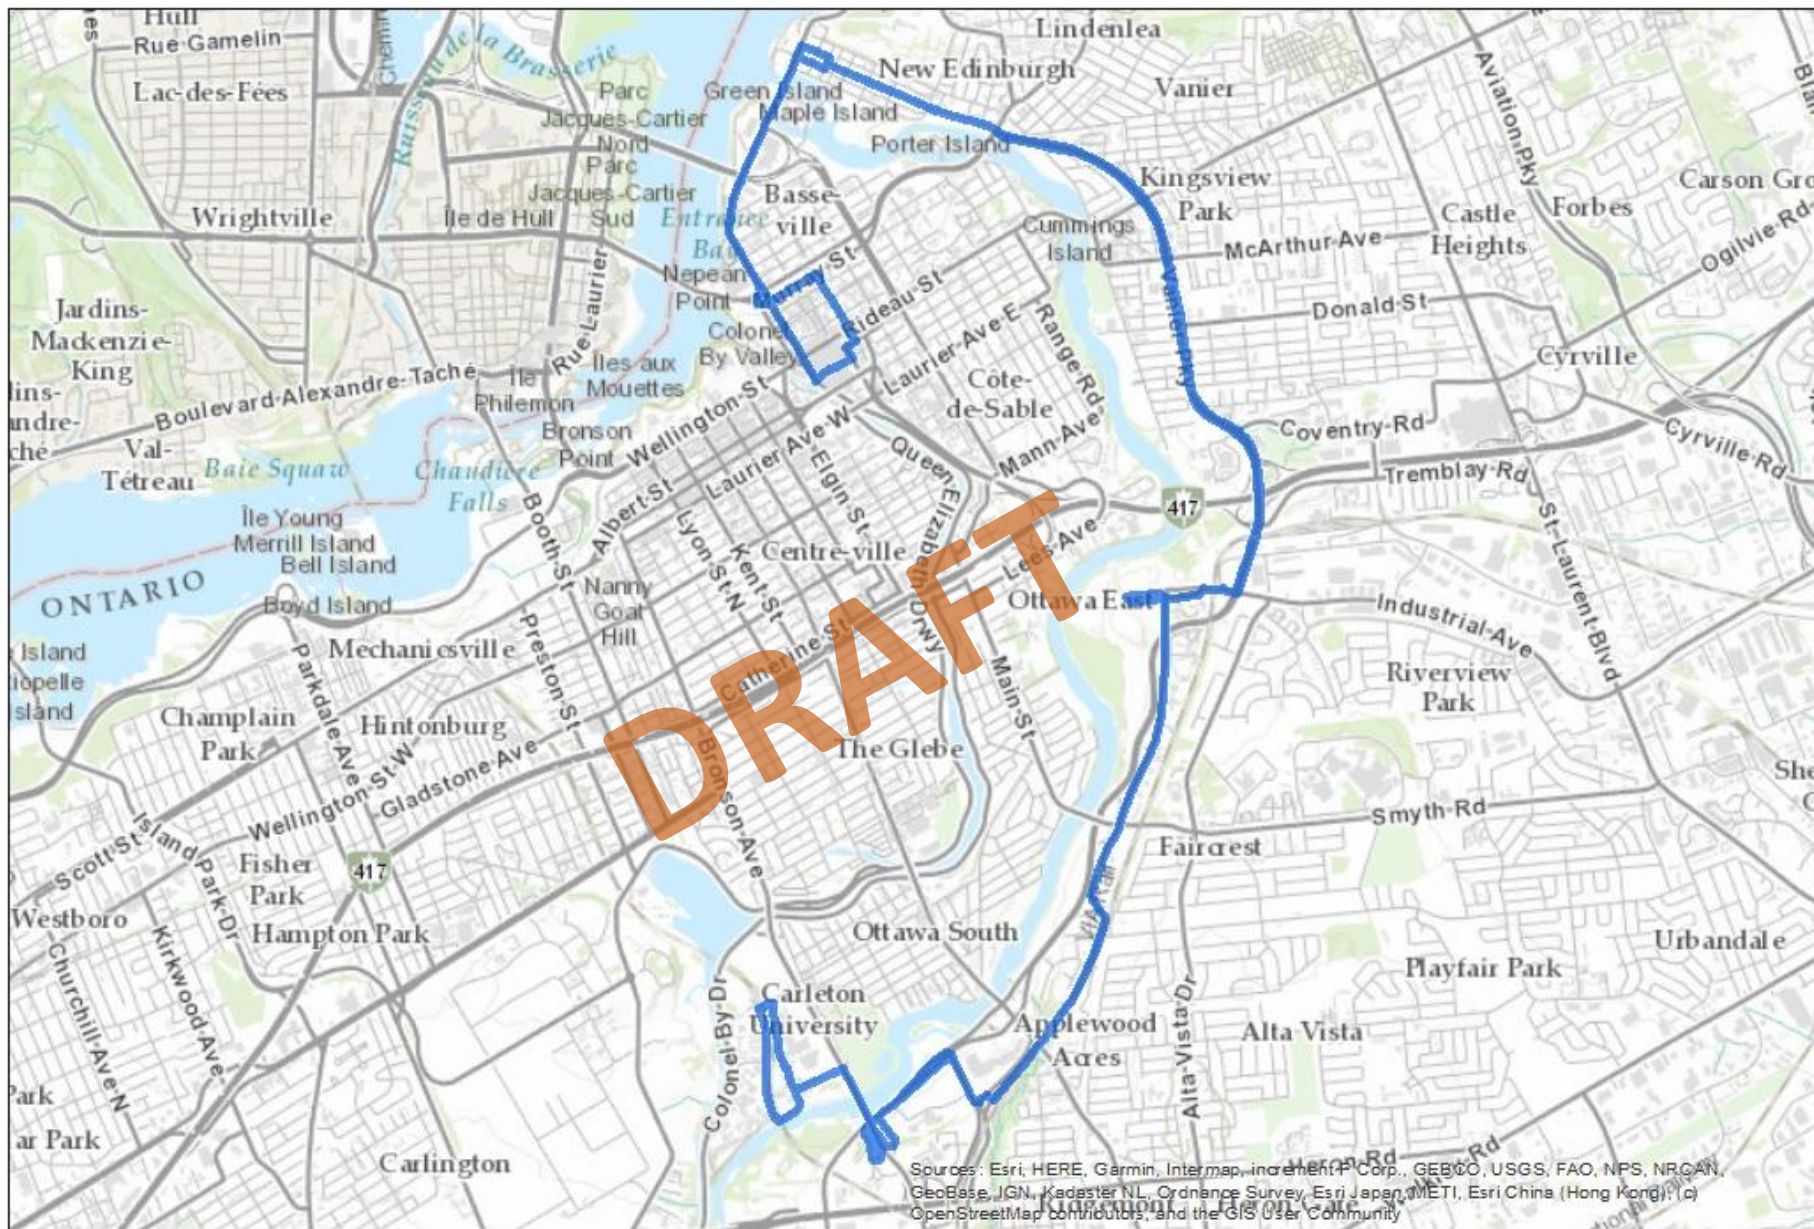 Hull
Rue Gamelin
Lac-des-Fées
Ruisseau de la Brasserie
Lindenlea
New Edinburgh
Vanier
Aviation Pky
Parc
Jacques-Cartier
Nord
Green Island
Maple Island
Porter Island
Parc
Jacques-Cartier
Sud
Wrightville
Île de Hull
Basse-
ville
Kingsview
Park
Carson Gro
Castle
Heights
Forbes
Ogilvie Rd
Cummings
Island
McArthur Ave
Nepean
Point
Murray St
Rideau St
Vanier Pky
Donald St
Jardins-
Mackenzie-
King
Rue Laurier
Colonel
By Valley
Laurier Ave E
Range Rd
Cyrville
Îles aux
Mouettes
Île
Philemon
Boulevard-Alexandre-Taché
Wellington St
Côte-
de-Sable
Mann Ave
Coventry Rd
Cyrville Rd
Bronson
Point
Val-
Tétreau
Baie Squaw
Chaudière
Falls
Laurier Ave W
Elgin St
Queen Elizabeth Drwy
Tremblay Rd
417
Albert St
Booth St
Île Young
Merrill Island
Bell Island
Lyon St N
Kent St
Centre-ville
Lees Ave
St-Laurent Blvd
ONTARIO
Boyd Island
Nanny
Goat
Hill
Ottawa East
Industrial Ave
Mechanicsville
Preston St
Catherine St
DRAFT
Main St
Riverview
Park
Island
Champlain
Park
Parkdale Ave
Hintonburg
Wellington St W
Gladstone Ave
Bronson Ave
The Glebe
Smyth Rd
Faircrest
Scott St
Island Park Dr
Fisher
Park
417
Westboro
Hampton Park
Kirkwood Ave
Churchill Ave N
Ottawa South
Urbandale
Playfair Park
Colonel By Dr
Carleton
University
Applewood
Acres
Alta Vista Dr
Alta Vista
ar Park
Carlington
Heron Rd
Sources: Esri, HERE, Garmin, Intermap, increment P Corp., GEBCO, USGS, FAO, NPS, NRCAN,
GeoBase, IGN, Kadaster NL, Ordnance Survey, Esri Japan, METI, Esri China (Hong Kong), (c)
OpenStreetMap contributors, and the GIS User Community